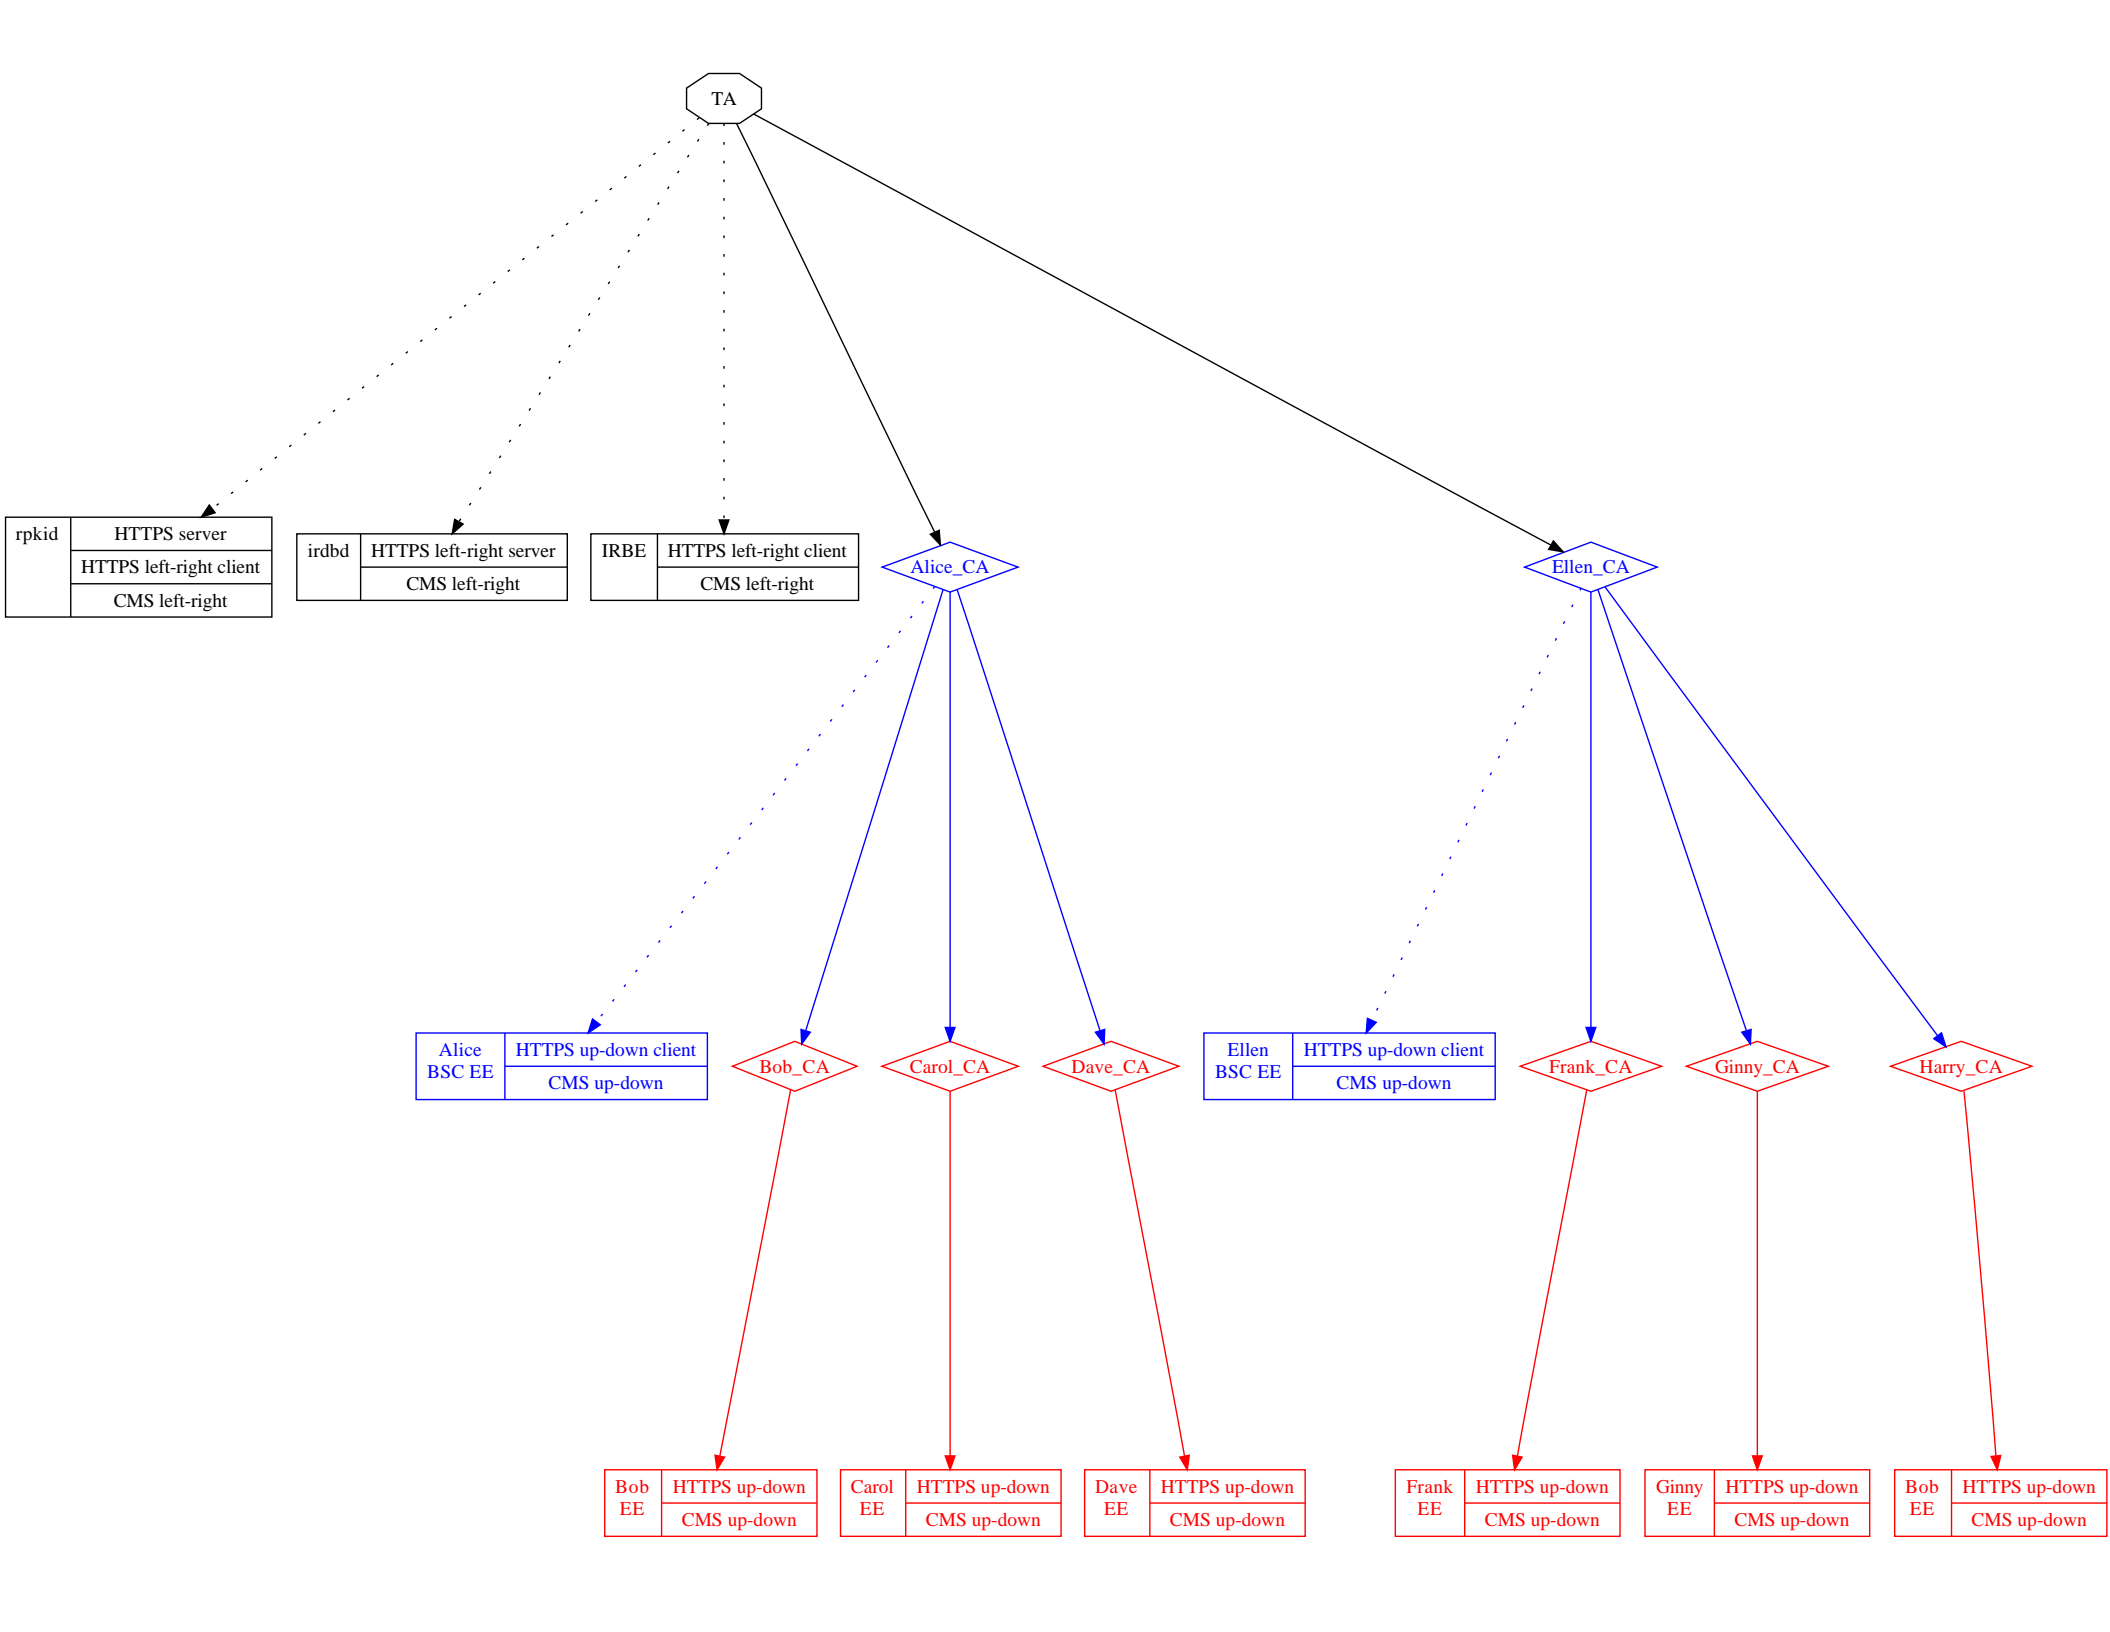 TA
rpkid
HTTPS server
HTTPS left-right client
CMS left-right
irdbd
HTTPS left-right server
CMS left-right
IRBE
HTTPS left-right client
CMS left-right
Alice_CA
Ellen_CA
Alice
BSC EE
HTTPS up-down client
CMS up-down
Bob_CA
Carol_CA
Dave_CA
Ellen
BSC EE
HTTPS up-down client
CMS up-down
Frank_CA
Ginny_CA
Harry_CA
Bob
EE
HTTPS up-down
CMS up-down
Carol
EE
HTTPS up-down
CMS up-down
Dave
EE
HTTPS up-down
CMS up-down
Frank
EE
HTTPS up-down
CMS up-down
Ginny
EE
HTTPS up-down
CMS up-down
Bob
EE
HTTPS up-down
CMS up-down